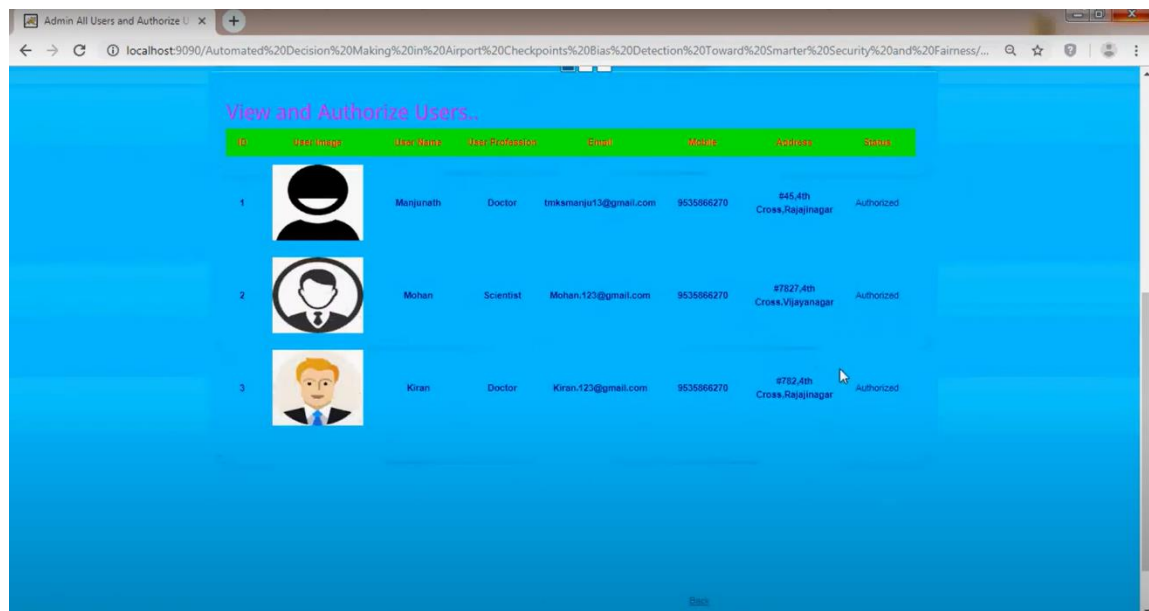 Admin All Users and Authorize U
localhost:9090/Automated%20Decision%20Making%20in%20Airport%20Checkpoints%20Bias%20Detection%20Toward%20Smarter%20Security%20and%20Fairness/...
View and Authorize Users..
ID User Image User Name User Profession Email Mobile Address Status
1 Manjunath Doctor tmksmanju13@gmail.com 9535866270 #45,4th
Cross,Rajajinagar Authorized
2 Mohan Scientist Mohan.123@gmail.com 9535866270 #7827,4th
Cross,Vijayanagar Authorized
3 Kiran Doctor Kiran.123@gmail.com 9535866270 #782,4th
Cross,Rajajinagar Authorized
Back